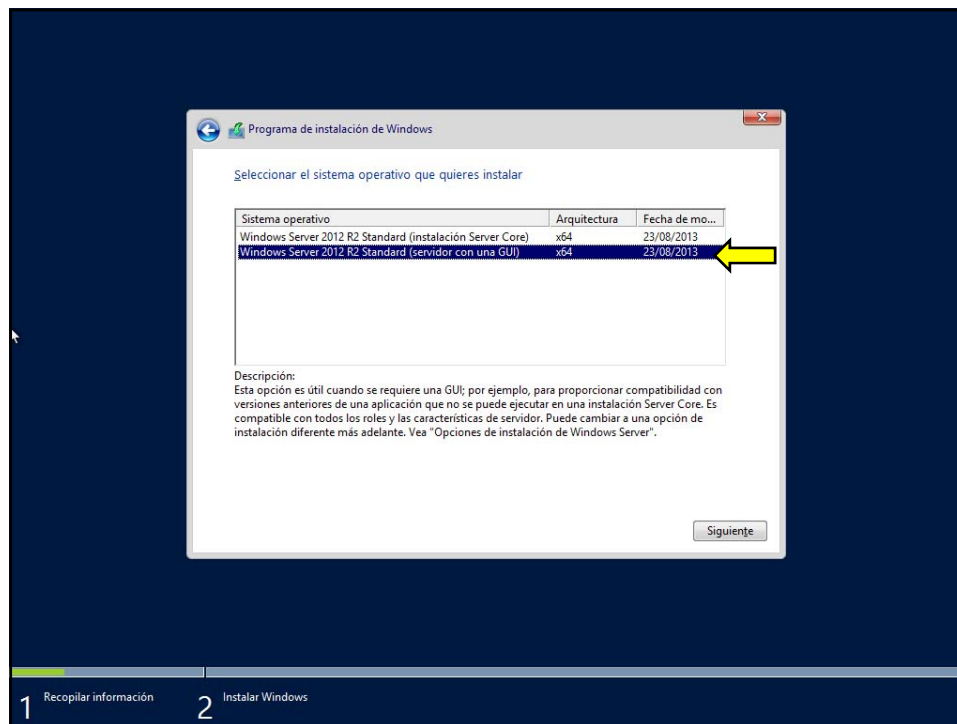 Programa de instalación de Windows
Seleccionar el sistema operativo que quieres instalar
Sistema operativo Arquitectura Fecha de mo...
Windows Server 2012 R2 Standard (instalación Server Core) x64 23/08/2013
Windows Server 2012 R2 Standard (servidor con una GUI) x64 23/08/2013
Descripción:
Esta opción es útil cuando se requiere una GUI; por ejemplo, para proporcionar compatibilidad con
versiones anteriores de una aplicación que no se puede ejecutar en una instalación Server Core. Es
compatible con todos los roles y las características de servidor. Puede cambiar a una opción de
instalación diferente más adelante. Vea "Opciones de instalación de Windows Server".
Siguiente
1 Recopilar información 2 Instalar Windows